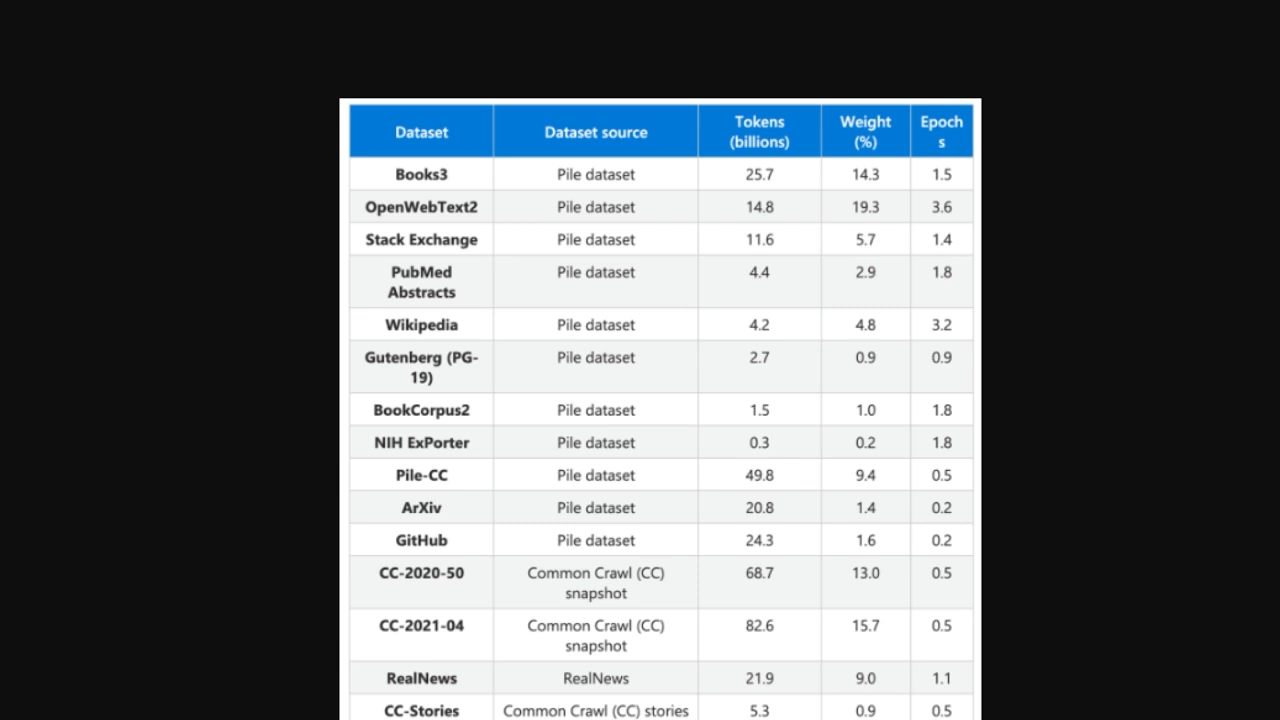 Dataset Dataset source Tokens (billions) Weight (%) Epoch s
Books3 Pile dataset 25.7 14.3 1.5
OpenWebText2 Pile dataset 14.8 19.3 3.6
Stack Exchange Pile dataset 11.6 5.7 1.4
PubMed Abstracts Pile dataset 4.4 2.9 1.8
Wikipedia Pile dataset 4.2 4.8 3.2
Gutenberg (PG-19) Pile dataset 2.7 0.9 0.9
BookCorpus2 Pile dataset 1.5 1.0 1.8
NIH ExPorter Pile dataset 0.3 0.2 1.8
Pile-CC Pile dataset 49.8 9.4 0.5
ArXiv Pile dataset 20.8 1.4 0.2
GitHub Pile dataset 24.3 1.6 0.2
CC-2020-50 Common Crawl (CC) snapshot 68.7 13.0 0.5
CC-2021-04 Common Crawl (CC) snapshot 82.6 15.7 0.5
RealNews RealNews 21.9 9.0 1.1
CC-Stories Common Crawl (CC) stories 5.3 0.9 0.5